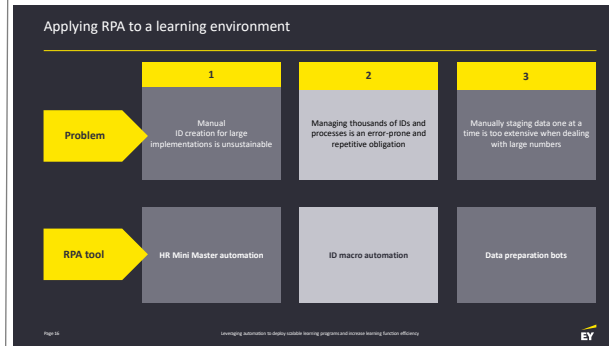 Applying RPA to a learning environment
1
2
3
Problem
Manual
ID creation for large
implementations is unsustainable
Managing thousands of IDs and
processes is an error-prone and
repetitive obligation
Manually staging data one at a
time is too extensive when dealing
with large numbers
RPA tool
HR Mini Master automation
ID macro automation
Data preparation bots
Page 16
Leveraging automation to deploy scalable learning programs and increase learning function efficiency
EY